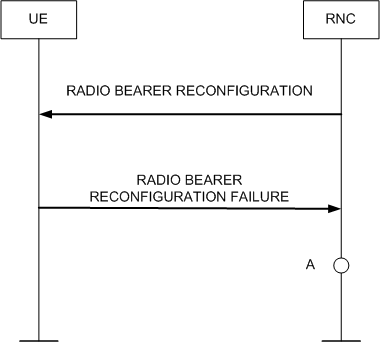 UE
RNC
RADIO BEARER RECONFIGURATION
RADIO BEARER
RECONFIGURATION FAILURE
A